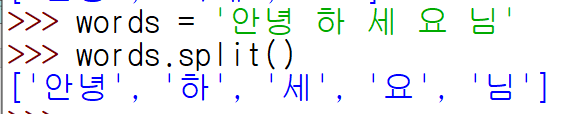 >>> words = '안녕 하 세 요 님'
>>> words.split()
['안녕', '하', '세', '요', '님']
>>>